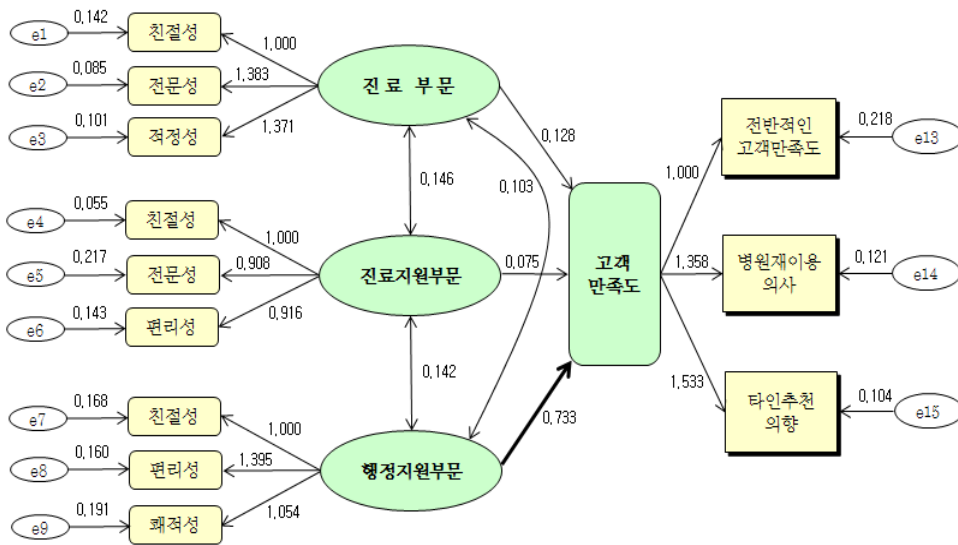 e1
0,142
친절성
1,000
e2
0,085
전문성
1,383
e3
0,101
적정성
1,371
진료 부문
0,128
0,146
0,103
e4
0,055
친절성
1,000
e5
0,217
전문성
0,908
e6
0,143
편리성
0,916
진료지원부문
0,075
0,142
e7
0,168
친절성
1,000
e8
0,160
편리성
1,395
e9
0,191
쾌적성
1,054
행정지원부문
0,733
고객
만족도
1,000
전반적인
고객만족도
0,218
e13
1,358
병원재이용
의사
0,121
e14
1,533
타인추천
의향
0,104
e15